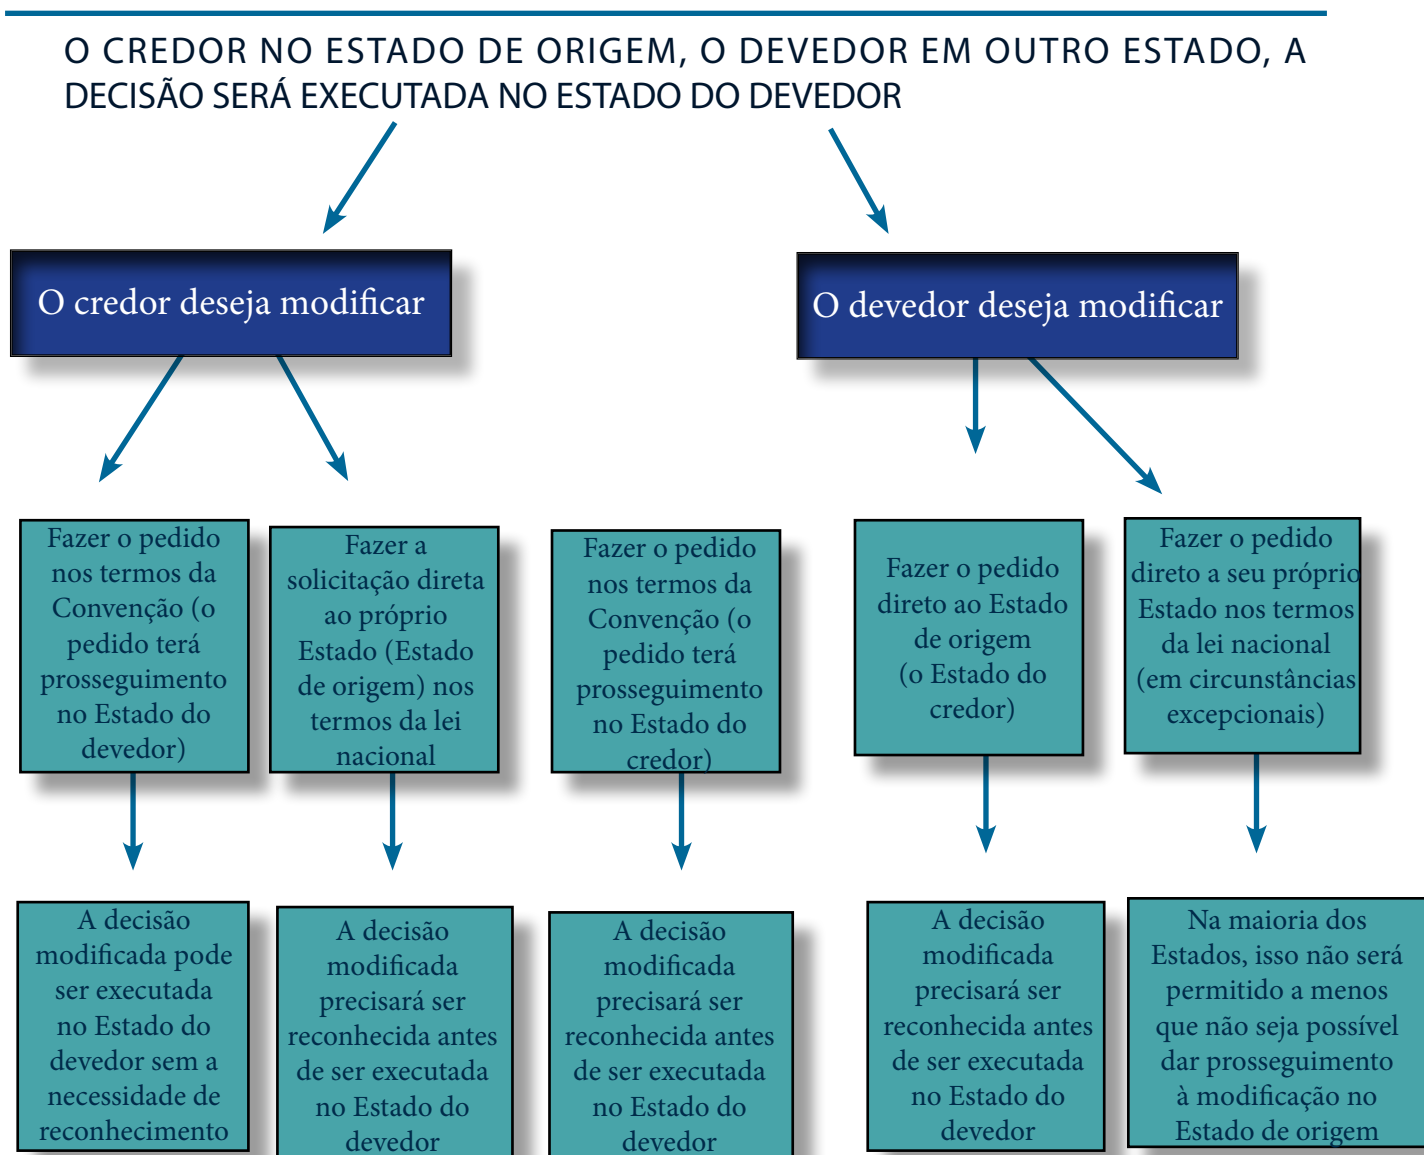 O CREDOR NO ESTADO DE ORIGEM, O DEVEDOR EM OUTRO ESTADO, A
DECISÃO SERÁ EXECUTADA NO ESTADO DO DEVEDOR
O credor deseja modificar
O devedor deseja modificar
Fazer o pedido
nos termos da
Convenção (o
pedido terá
prosseguimento
no Estado do
devedor)
Fazer a
solicitação direta
ao próprio
Estado (Estado
de origem) nos
termos da lei
nacional
Fazer o pedido
nos termos da
Convenção (o
pedido terá
prosseguimento
no Estado do
credor)
Fazer o pedido
direto ao Estado
de origem
(o Estado do
credor)
Fazer o pedido
direto a seu próprio
Estado nos termos
da lei nacional
(em circunstâncias
excepcionais)
A decisão
modificada pode
ser executada
no Estado do
devedor sem a
necessidade de
reconhecimento
A decisão
modificada
precisará ser
reconhecida antes
de ser executada
no Estado do
devedor
A decisão
modificada
precisará ser
reconhecida antes
de ser executada
no Estado do
devedor
A decisão
modificada
precisará ser
reconhecida antes
de ser executada
no Estado do
devedor
Na maioria dos
Estados, isso não será
permitido a menos
que não seja possível
dar prosseguimento
à modificação no
Estado de origem